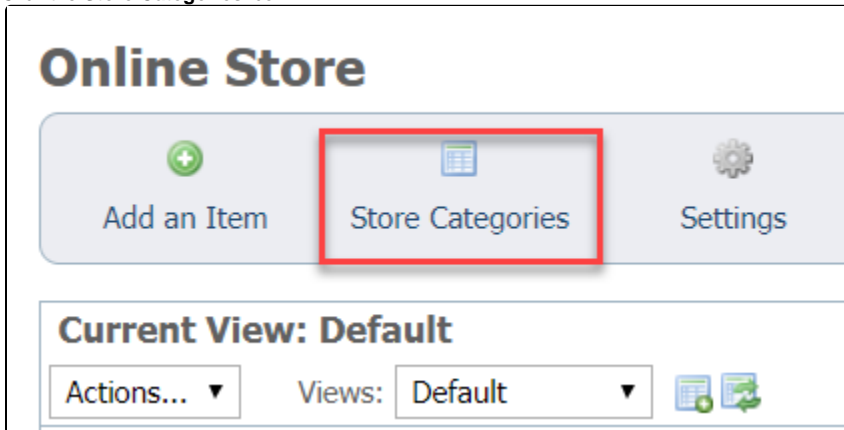 Online Store
Add an Item Store Categories Settings
Current View: Default
Actions... Views: Default